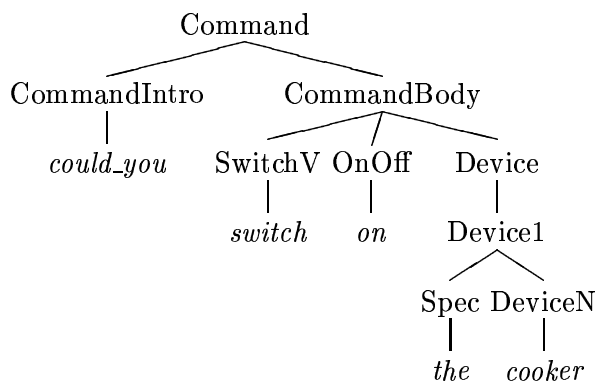 Command
CommandIntro CommandBody
could_you SwitchV OnOff Device
switch on Device1
Spec DeviceN
the cooker